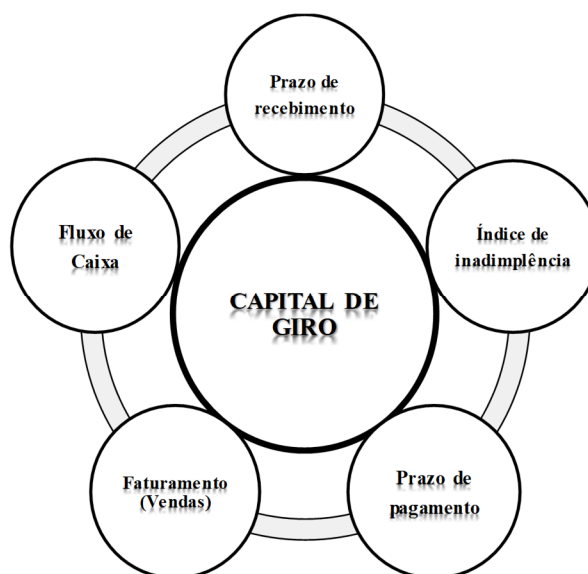 Prazo de
recebimento
Fluxo de
Caixa
Índice de
inadimplência
CAPITAL DE
GIRO
Faturamento
(Vendas)
Prazo de
pagamento